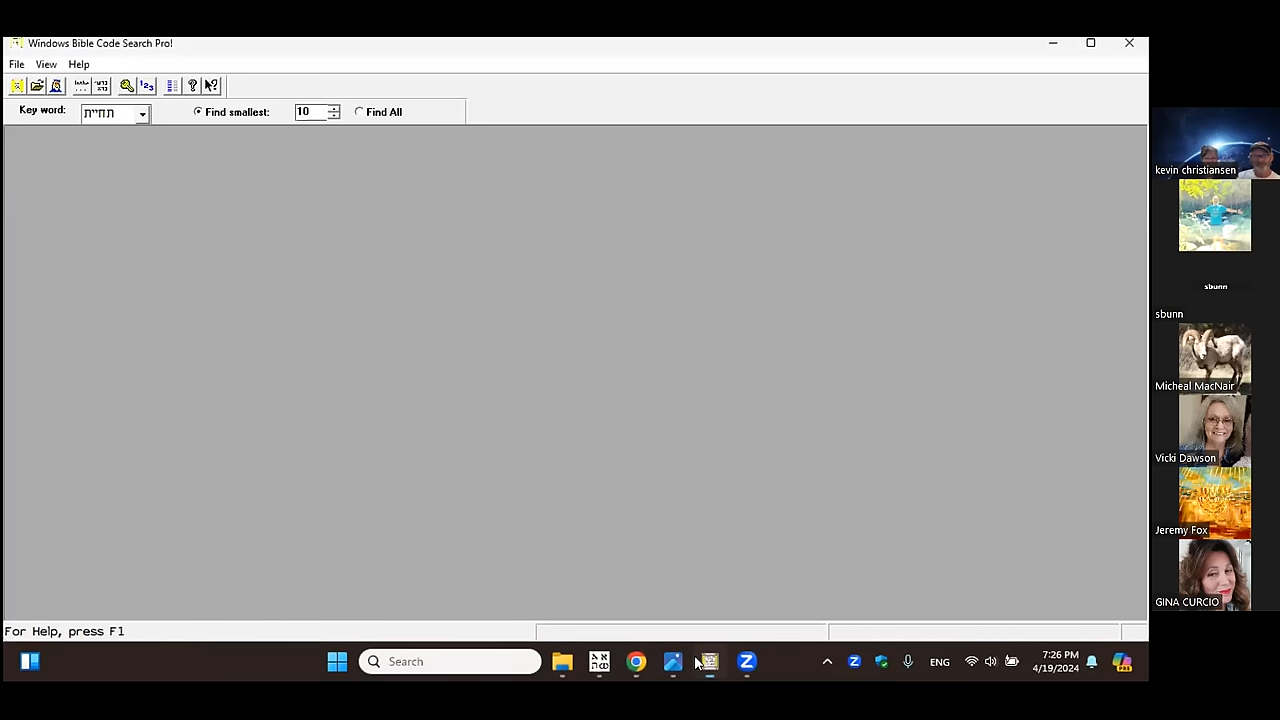 Windows Bible Code Search Pro!
File View Help
Key word: תחיית Find smallest: 10 Find All
kevin christiansen
sbunn
sbunn
Micheal MacNair
Vicki Dawson
Jeremy Fox
GINA CURCIO
For Help, press F1
Search
ENG
7:26 PM
4/19/2024